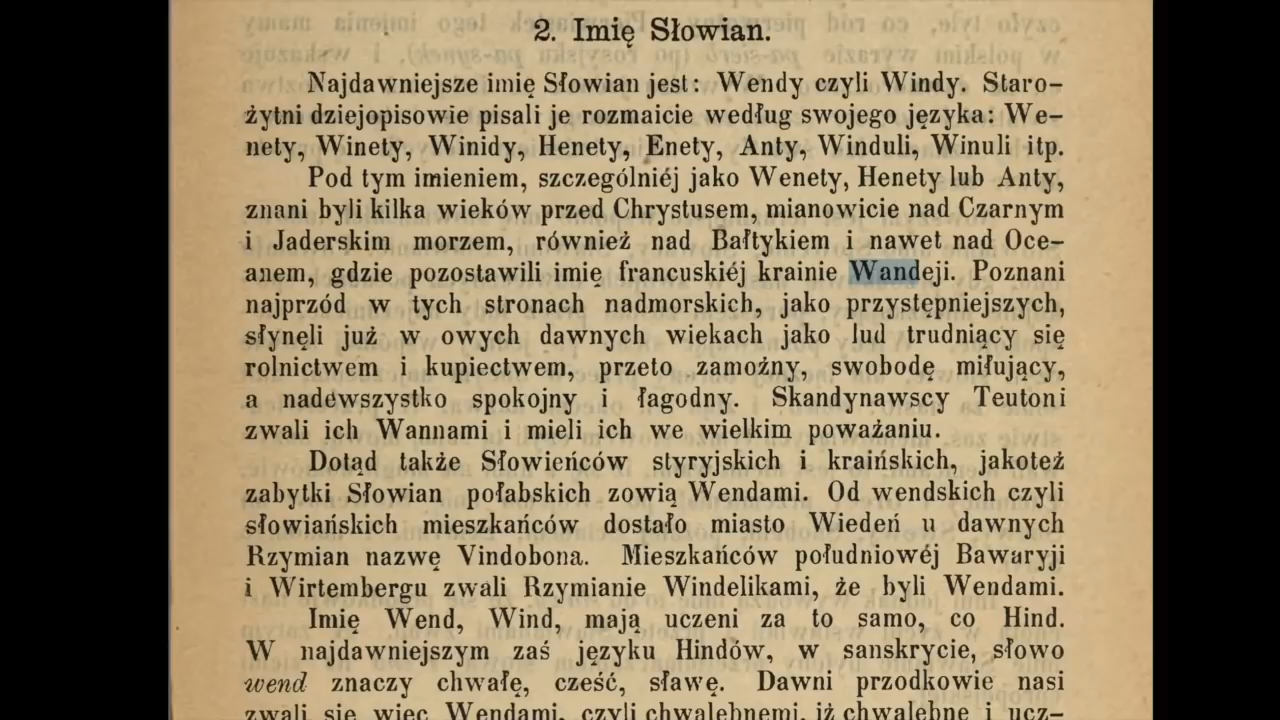 2. Imię Słowian.
Najdawniejsze imię Słowian jest: Wendy czyli Windy. Staro-
żytni dziejopisowie pisali je rozmaicie według swojego języka: We-
nety, Winety, Winidy, Henety, Enety, Anty, Winduli, Winuli itp.
Pod tym imieniem, szczególniéj jako Wenety, Henety lub Anty,
znani byli kilka wieków przed Chrystusem, mianowicie nad Czarnym
i Jaderskim morzem, również nad Bałtykiem i nawet nad Oce-
anem, gdzie pozostawili imię francuskiéj krainie Wandeji. Poznani
najprzód w tych stronach nadmorskich, jako przystępniejszych,
słynęli już w owych dawnych wiekach jako lud trudniący się
rolnictwem i kupiectwem, przeto zamożny, swobodę miłujący,
a nadewszystko spokojny i łagodny. Skandynawscy Teutoni
zwali ich Wannami i mieli ich we wielkim poważaniu.
Dotąd także Słowieńców styryjskich i kraińskich, jakoteż
zabytki Słowian połabskich zowią Wendami. Od wendskich czyli
słowiańskich mieszkańców dostało miasto Wiedeń u dawnych
Rzymian nazwę Vindobona. Mieszkańców południowéj Bawaryji
i Wirtembergu zwali Rzymianie Windelikami, że byli Wendami.
Imię Wend, Wind, mają uczeni za to samo, co Hind.
W najdawniejszym zaś języku Hindów, w sanskrycie, słowo
wend znaczy chwałę, cześć, sławę. Dawni przodkowie nasi
zwali się więc Wendami, czyli chwalebnemi, iż chwalebne i ucz-